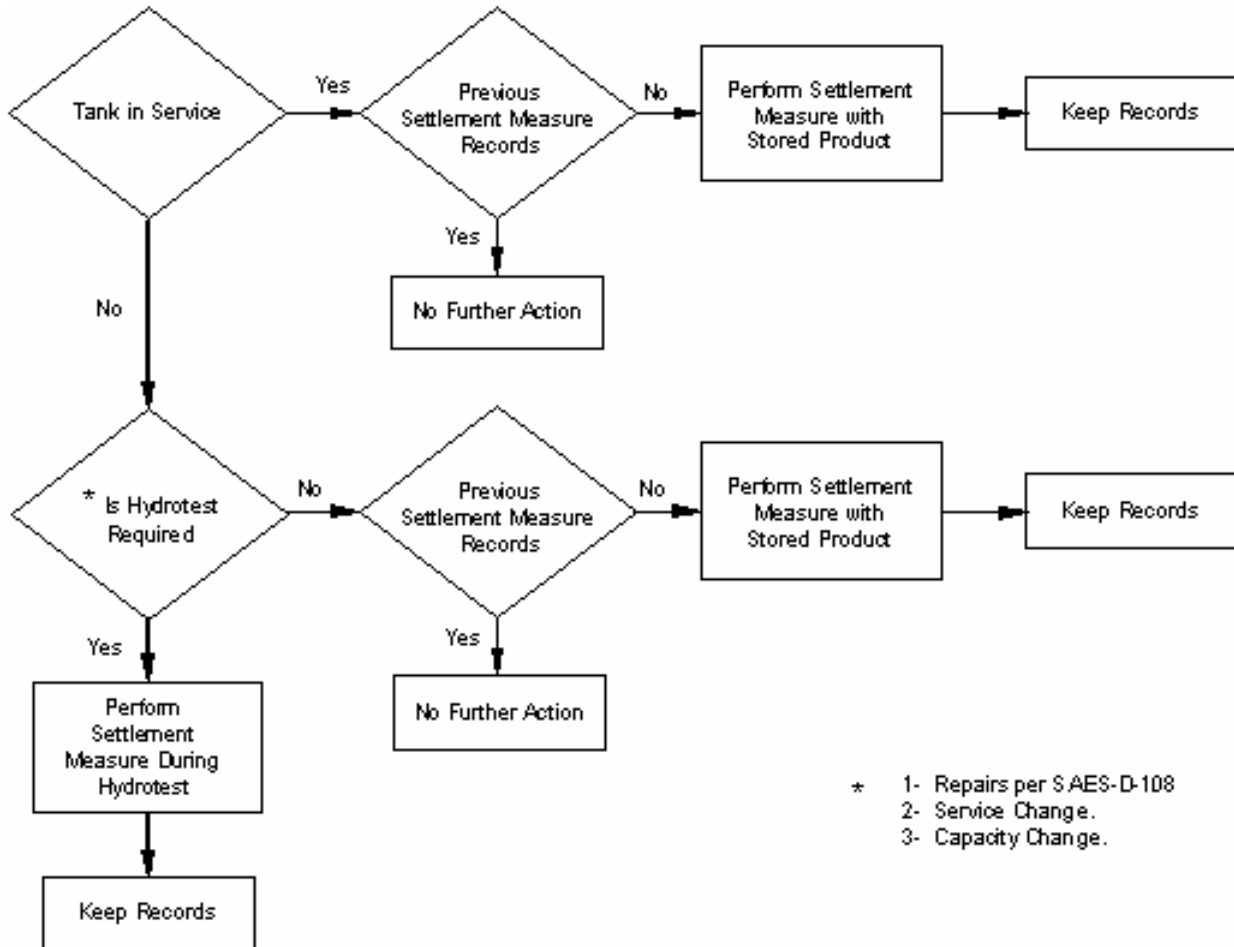 Tank in Service
Yes
Previous
Settlement Measure
Records
No
Perform Settlement
Measure with
Stored Product
Keep Records
Yes
No Further Action
No
* Is Hydrotest
Required
No
Previous
Settlement Measure
Records
No
Perform Settlement
Measure with
Stored Product
Keep Records
Yes
No Further Action
Yes
Perform
Settlement
Measure During
Hydrotest
Keep Records
* 1- Repairs per SAES-D-108
2- Service Change.
3- Capacity Change.